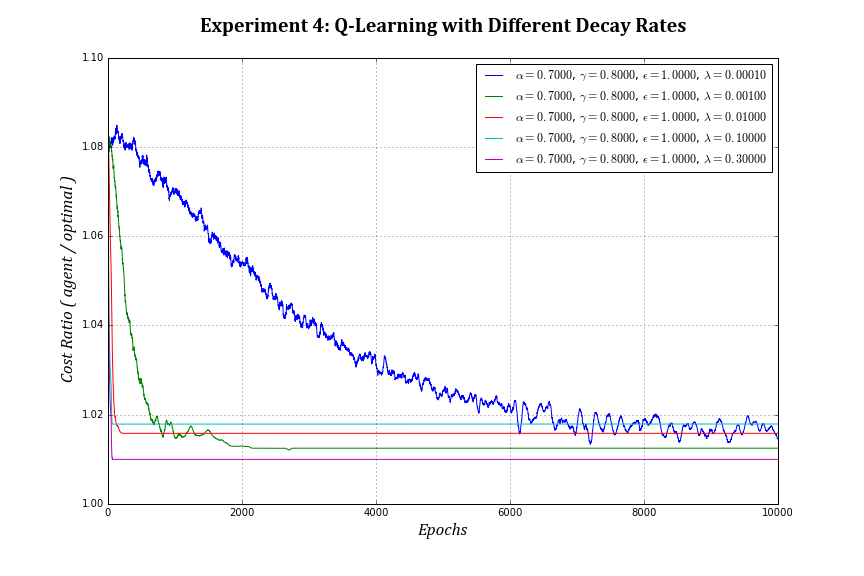 Experiment 4: Q-Learning with Different Decay Rates
1.10
1.08
1.06
1.04
1.02
1.00
Cost Ratio ( agent / optimal )
α = 0.7000, γ = 0.8000, ϵ = 1.0000, λ = 0.00010
α = 0.7000, γ = 0.8000, ϵ = 1.0000, λ = 0.00100
α = 0.7000, γ = 0.8000, ϵ = 1.0000, λ = 0.01000
α = 0.7000, γ = 0.8000, ϵ = 1.0000, λ = 0.10000
α = 0.7000, γ = 0.8000, ϵ = 1.0000, λ = 0.30000
0 2000 4000 6000 8000 10000
Epochs